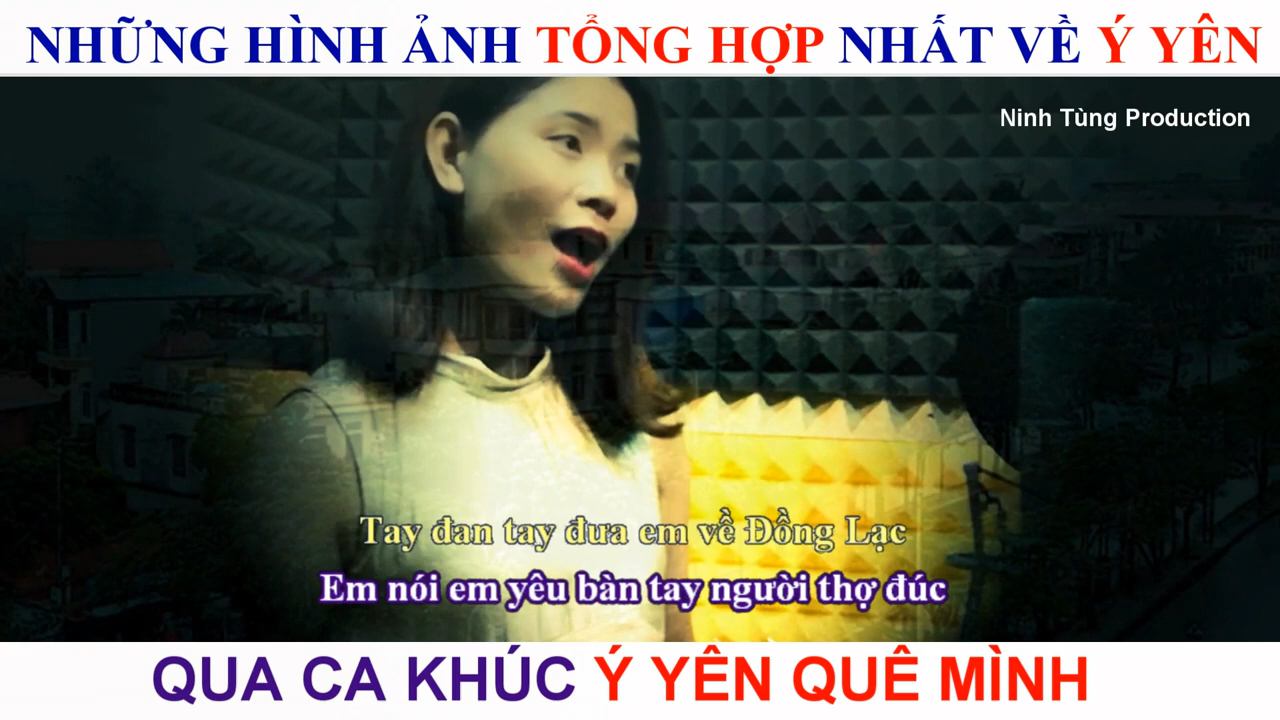 NHỮNG HÌNH ẢNH TỔNG HỢP NHẤT VỀ Ý YÊN
Ninh Tùng Production
Tay đan tay đưa em về Đồng Lạc
Em nói em yêu bàn tay người thợ đúc
QUA CA KHÚC Ý YÊN QUÊ MÌNH